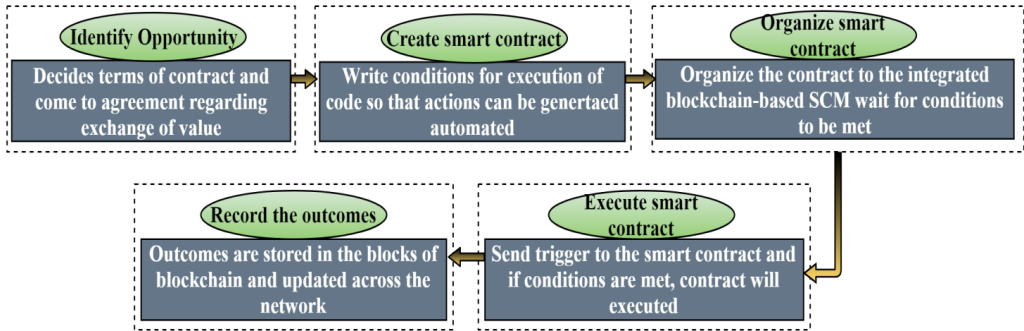 Identify Opportunity
Decides terms of contract and
come to agreement regarding
exchange of value
Create smart contract
Write conditions for execution of
code so that actions can be genertaed
automated
Organize smart
contract
Organize the contract to the integrated
blockchain-based SCM wait for conditions
to be met
Execute smart
contract
Send trigger to the smart contract and
if conditions are met, contract will
executed
Record the outcomes
Outcomes are stored in the blocks of
blockchain and updated across the
network